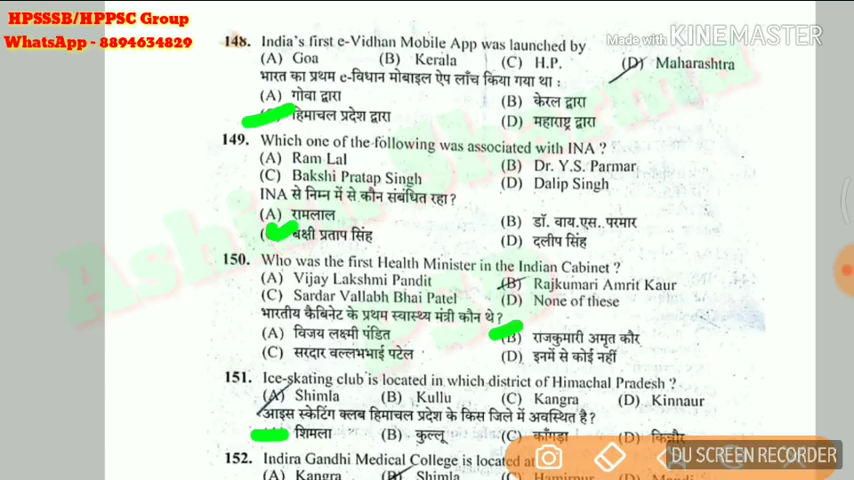 HPSSSB/HPPSC Group
WhatsApp - 8894634829
Made with KINEMASTER
148. India's first e-Vidhan Mobile App was launched by
(A) Goa (B) Kerala (C) H.P. (D) Maharashtra
भारत का प्रथम e-विधान मोबाइल ऐप लाँच किया गया था :
(A) गोवा द्वारा (B) केरल द्वारा
हिमाचल प्रदेश द्वारा (D) महाराष्ट्र द्वारा
149. Which one of the following was associated with INA ?
(A) Ram Lal (B) Dr. Y.S. Parmar
(C) Bakshi Pratap Singh (D) Dalip Singh
INA से निम्न में से कौन संबंधित रहा?
(A) रामलाल (B) डॉ. वाय.एस. परमार
बक्षी प्रताप सिंह (D) दलीप सिंह
150. Who was the first Health Minister in the Indian Cabinet ?
(A) Vijay Lakshmi Pandit (B) Rajkumari Amrit Kaur
(C) Sardar Vallabh Bhai Patel (D) None of these
भारतीय कैबिनेट के प्रथम स्वास्थ्य मंत्री कौन थे?
(A) विजय लक्ष्मी पंडित (B) राजकुमारी अमृत कौर
(C) सरदार वल्लभभाई पटेल (D) इनमें से कोई नहीं
151. Ice-skating club is located in which district of Himachal Pradesh ?
(A) Shimla (B) Kullu (C) Kangra (D) Kinnaur
आइस स्केटिंग क्लब हिमाचल प्रदेश के किस जिले में अवस्थित है?
शिमला (B) कुल्लू (C) काँगड़ा (D) किन्नौर
152. Indira Gandhi Medical College is located at
(A) Kangra (B) Shimla (C) Hamirpur (D) Mandi
DU SCREEN RECORDER
Ashish Sharma